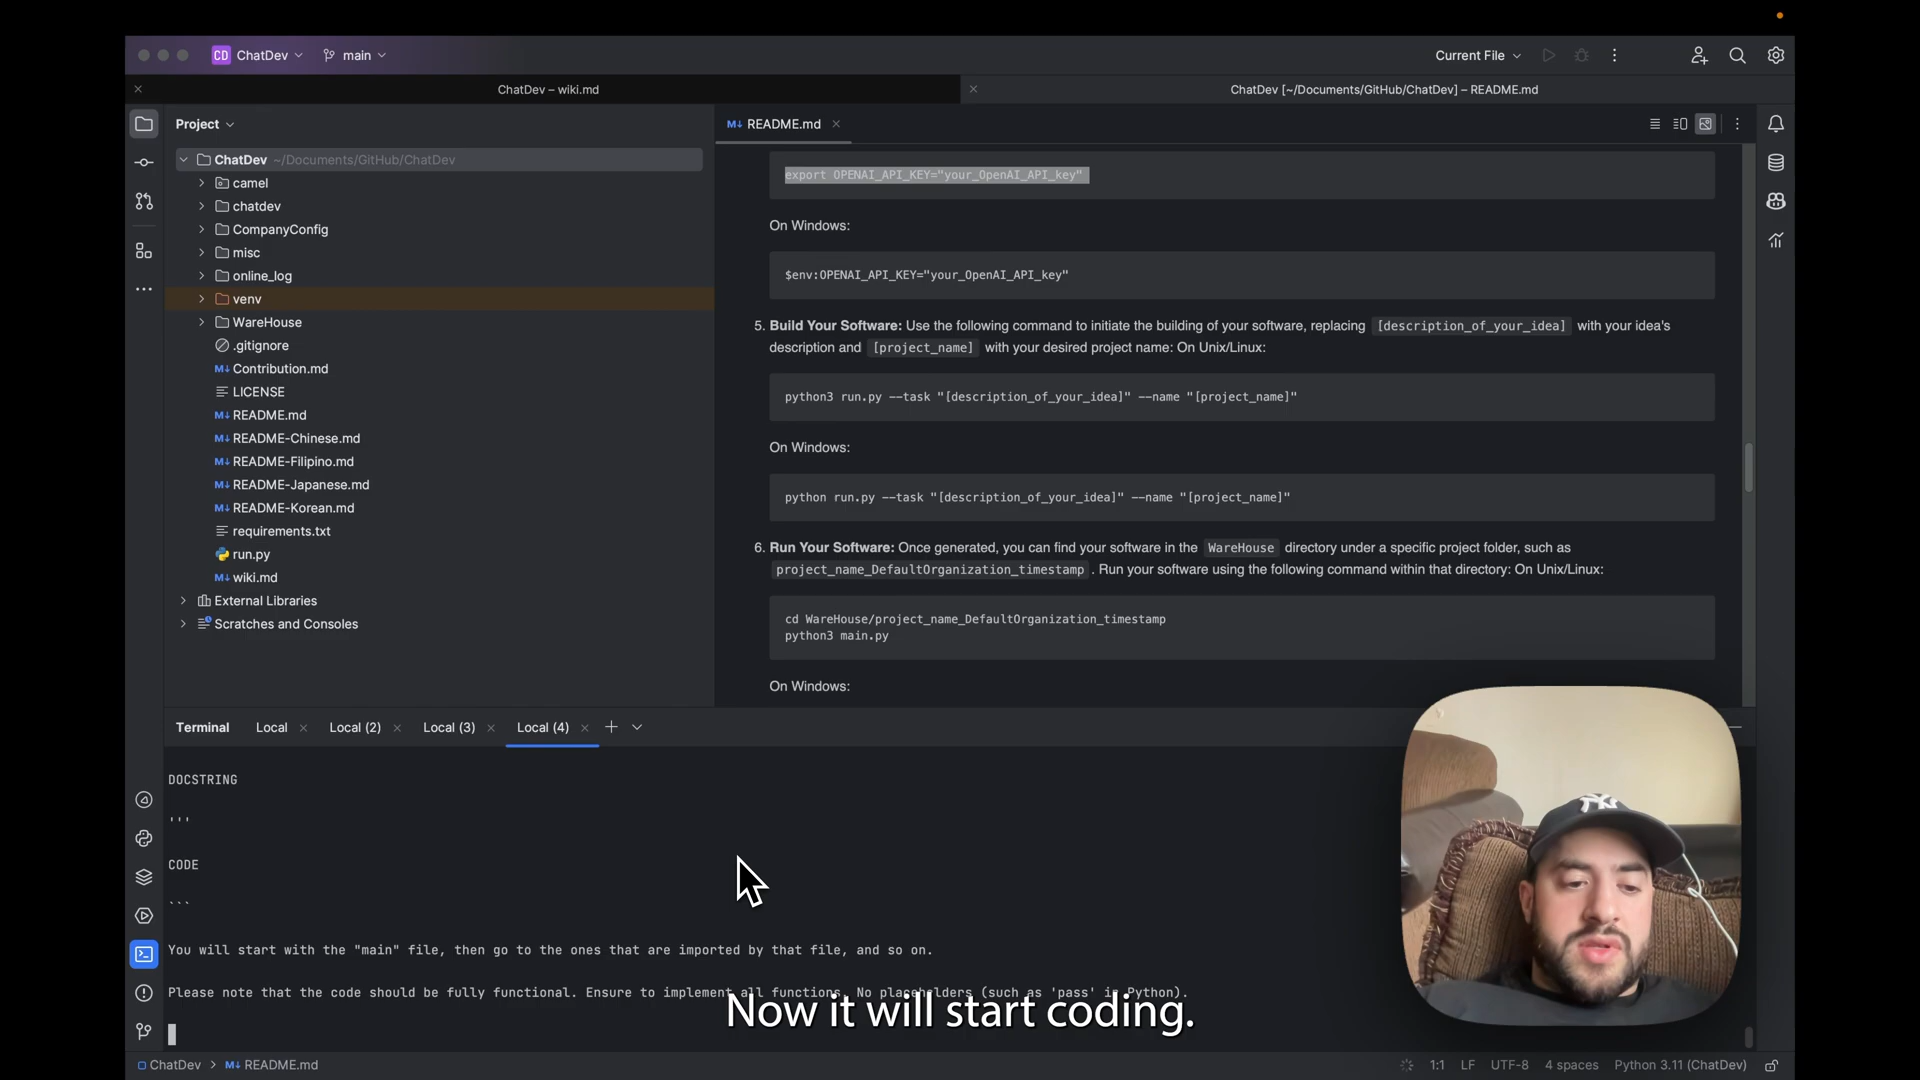 CD ChatDev main
Current File
ChatDev – wiki.md
ChatDev [~/Documents/GitHub/ChatDev] – README.md
Project
README.md
ChatDev ~/Documents/GitHub/ChatDev
camel
chatdev
CompanyConfig
misc
online_log
venv
WareHouse
.gitignore
Contribution.md
LICENSE
README.md
README-Chinese.md
README-Filipino.md
README-Japanese.md
README-Korean.md
requirements.txt
run.py
wiki.md
External Libraries
Scratches and Consoles
export OPENAI_API_KEY="your_OpenAI_API_key"
On Windows:
$env:OPENAI_API_KEY="your_OpenAI_API_key"
5. Build Your Software: Use the following command to initiate the building of your software, replacing [description_of_your_idea] with your idea's
description and [project_name] with your desired project name: On Unix/Linux:
python3 run.py --task "[description_of_your_idea]" --name "[project_name]"
On Windows:
python run.py --task "[description_of_your_idea]" --name "[project_name]"
6. Run Your Software: Once generated, you can find your software in the WareHouse directory under a specific project folder, such as
project_name_DefaultOrganization_timestamp . Run your software using the following command within that directory: On Unix/Linux:
cd WareHouse/project_name_DefaultOrganization_timestamp
python3 main.py
On Windows:
Terminal Local Local (2) Local (3) Local (4)
DOCSTRING
'''
CODE
```
You will start with the "main" file, then go to the ones that are imported by that file, and so on.
Please note that the code should be fully functional. Ensure to implement all functions. No placeholders (such as 'pass' in Python).
Now it will start coding.
ChatDev > README.md
1:1 LF UTF-8 4 spaces Python 3.11 (ChatDev)
NY